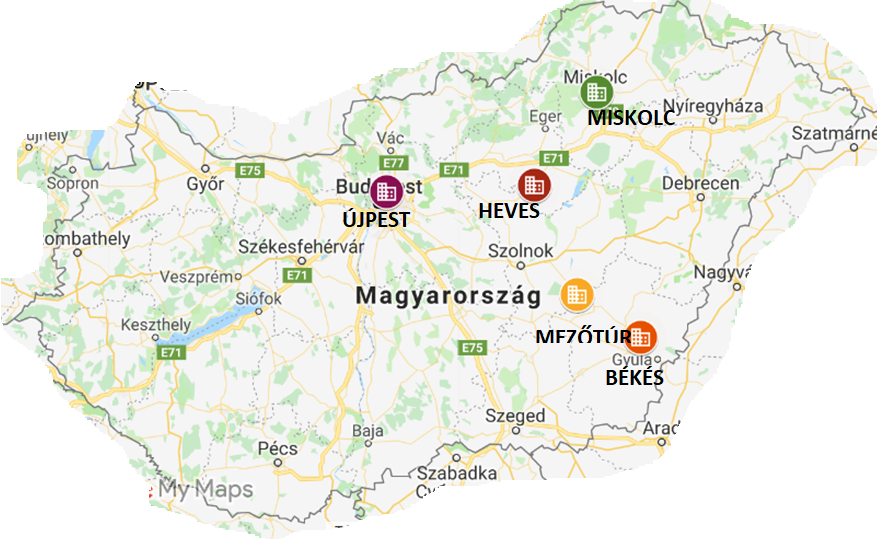 Miskolc
MISKOLC
Nyíregyháza
Eger
Szatmárné
Vác
E77
E71
E71
E75
Sopron
Győr
Debrecen
Budapest
ÚJPEST
HEVES
ombathely
Székesfehérvár
Szolnok
Veszprém
E71
Nagyvá
Siófok
Magyarország
Keszthely
E71
E75
MEZŐTÚR
Gyula
BÉKÉS
Szeged
Arad
Baja
Pécs
Szabadka
My Maps